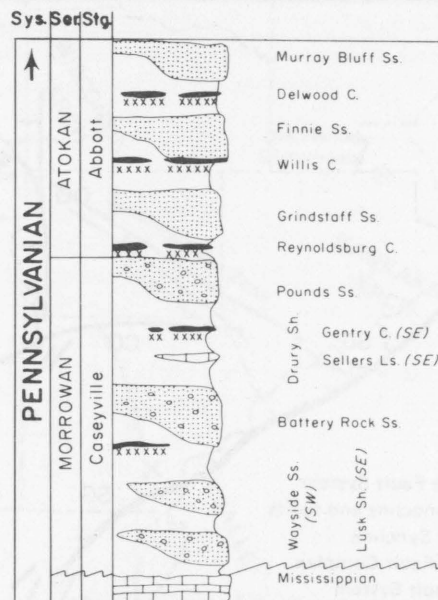 Sys. Ser. Stg.
PENNSYLVANIAN
ATOKAN
Abbott
MORROWAN
Caseyville
Murray Bluff Ss.
Delwood C.
Finnie Ss.
Willis C
Grindstaff Ss.
Reynoldsburg C.
Pounds Ss.
Drury Sh.
Gentry C. (SE)
Sellers Ls. (SE)
Battery Rock Ss.
Wayside Ss. (SW)
Lusk Sh. (SE)
Mississippian